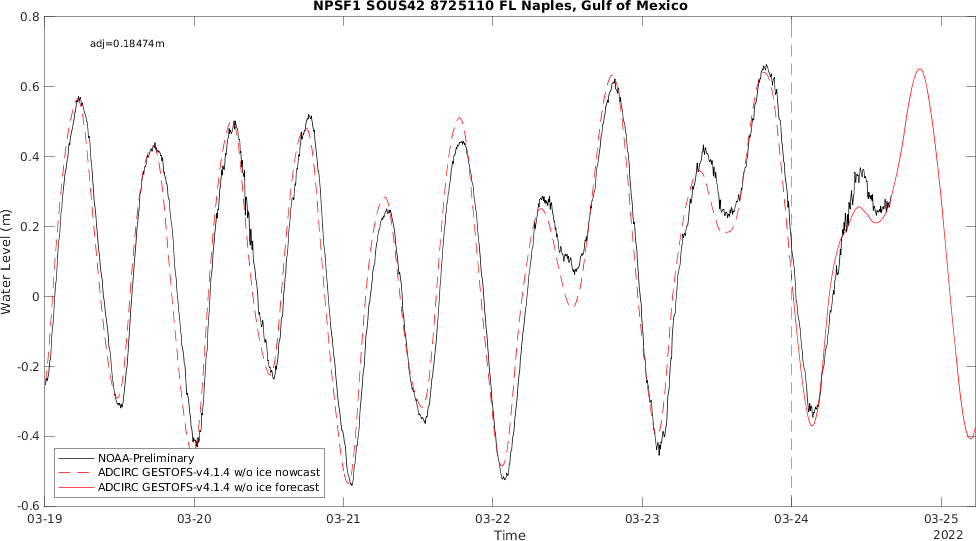 NPSF1 SOUS42 8725110 FL Naples, Gulf of Mexico
adj=0.18474m
Water Level (m)
0.8
0.6
0.4
0.2
0
-0.2
-0.4
-0.6
NOAA-Preliminary
ADCIRC GESTOFS-v4.1.4 w/o ice nowcast
ADCIRC GESTOFS-v4.1.4 w/o ice forecast
03-19 03-20 03-21 03-22 03-23 03-24 03-25
Time
2022